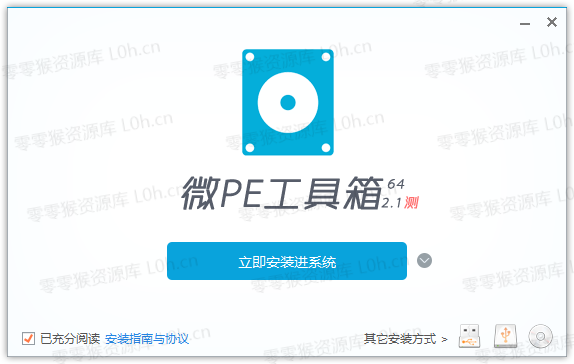 微PE工具箱 64
2.1测
立即安装进系统
已充分阅读 安装指南与协议
其它安装方式 >
零零猴资源库 L0h.cn